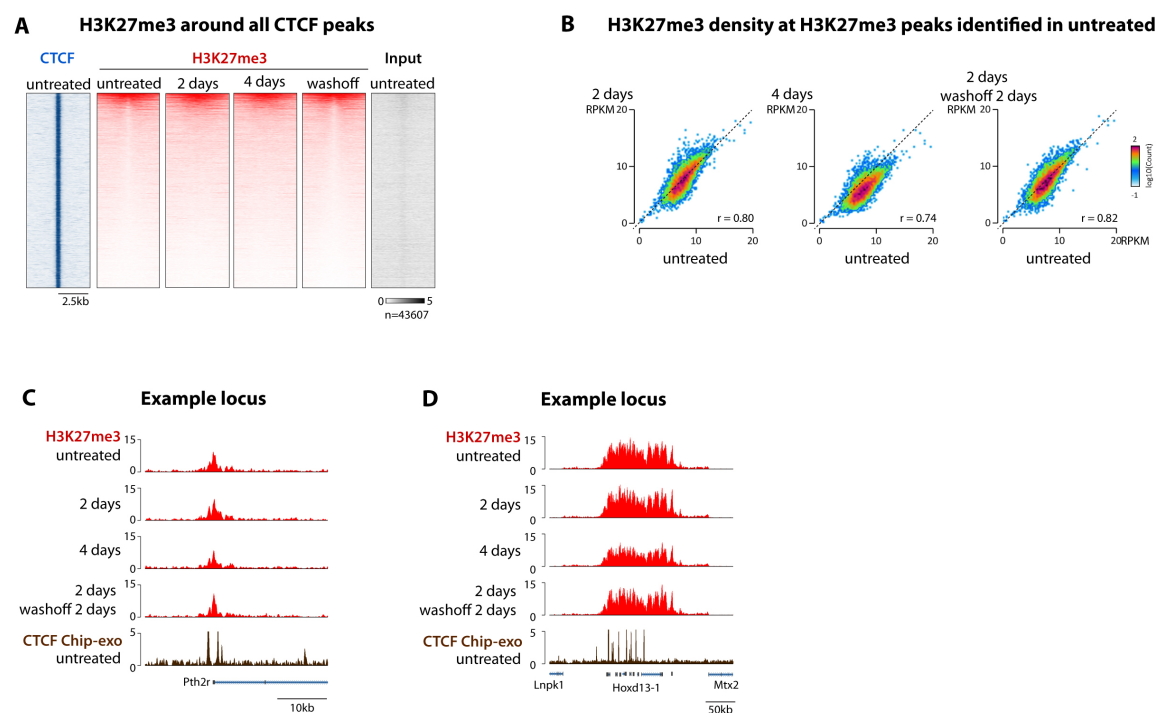 A
H3K27me3 around all CTCF peaks
CTCF
H3K27me3
Input
untreated
untreated
2 days
4 days
washoff
untreated
2.5kb
0
5
n=43607
B
H3K27me3 density at H3K27me3 peaks identified in untreated
2 days
RPKM
20
10
0
0
10
20
r = 0.80
untreated
4 days
RPKM
20
10
0
0
10
20
r = 0.74
untreated
2 days
washoff 2 days
RPKM
20
10
0
0
10
20
RPKM
r = 0.82
untreated
2
-1
log10(Count)
C
Example locus
H3K27me3
untreated
15
0
2 days
15
0
4 days
15
0
2 days
washoff 2 days
15
0
CTCF Chip-exo
untreated
5
0
Pth2r
10kb
D
Example locus
H3K27me3
untreated
15
0
2 days
15
0
4 days
15
0
2 days
washoff 2 days
15
0
CTCF Chip-exo
untreated
5
0
Lnpk1
Hoxd13-1
Mtx2
50kb